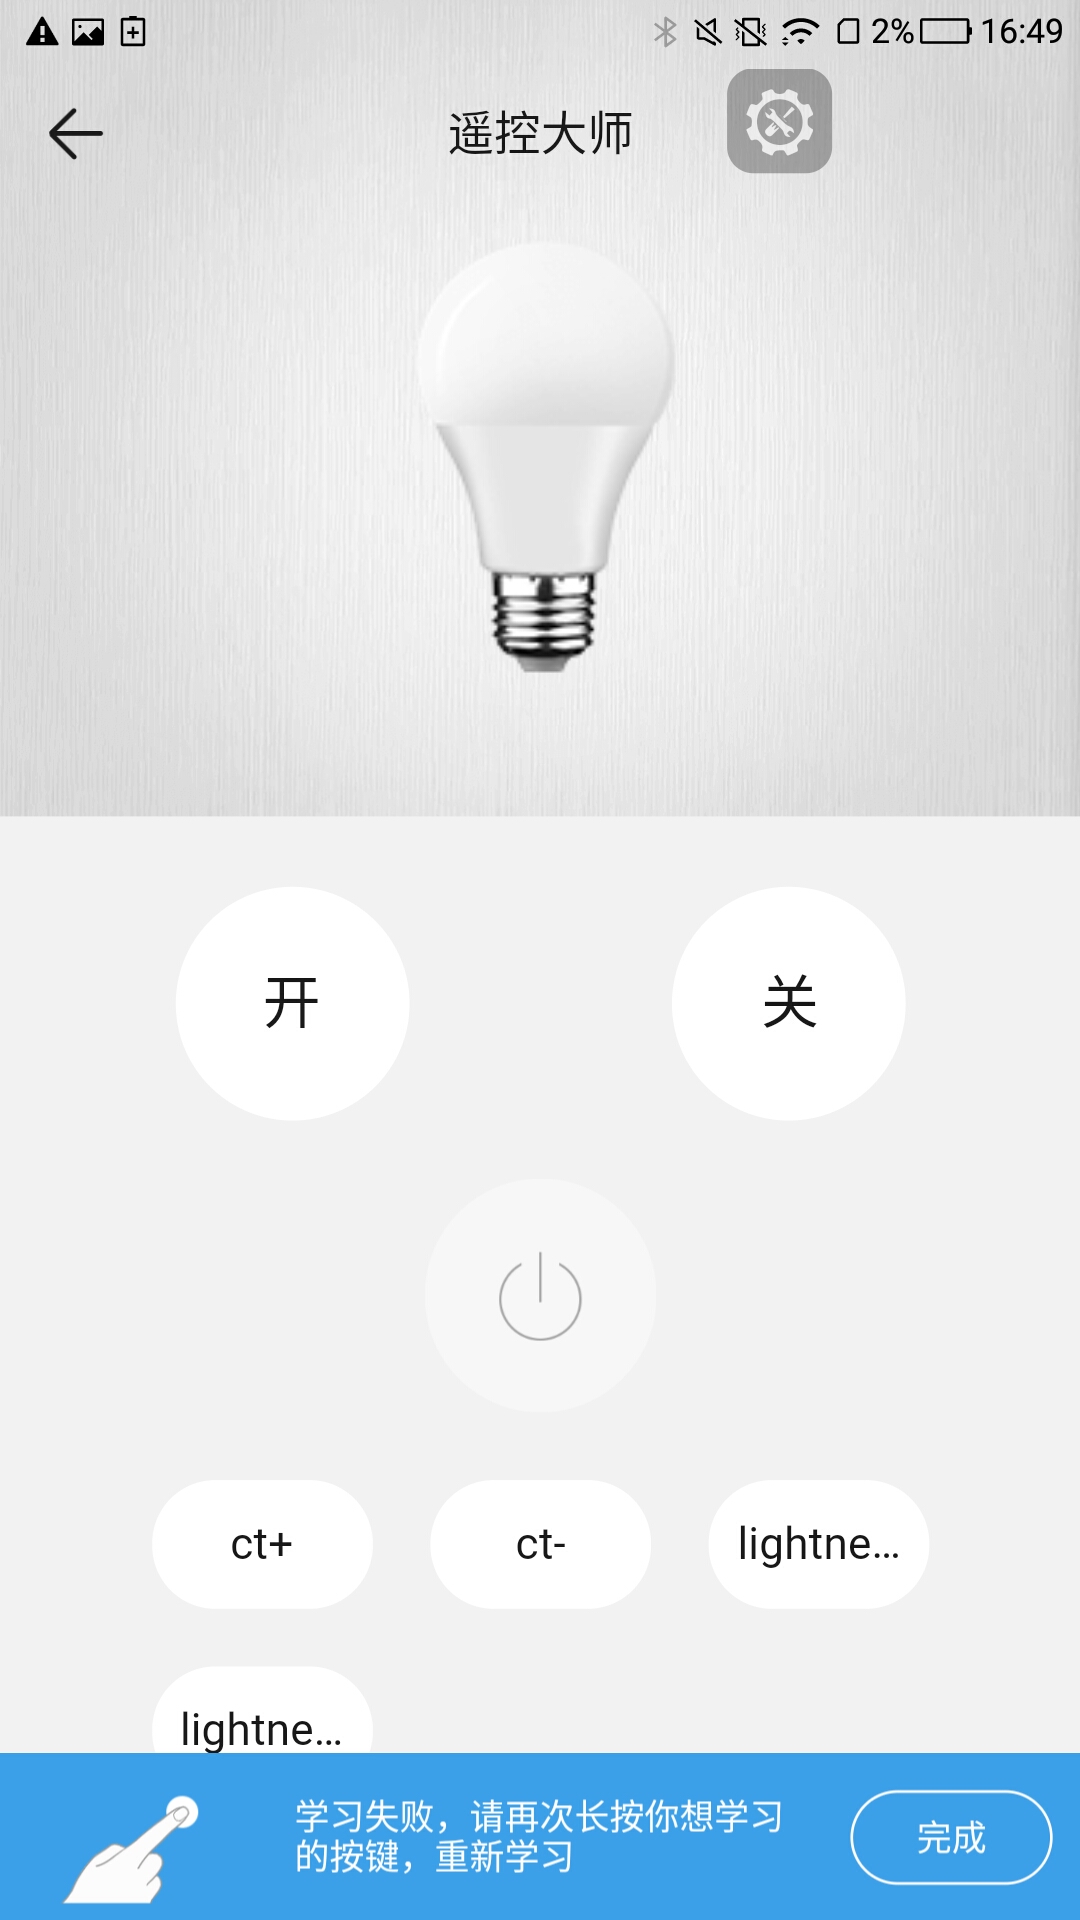 2% 16:49
遥控大师
开 关
ct+ ct- lightne...
lightne...
学习失败，请再次长按你想学习
的按键，重新学习
完成